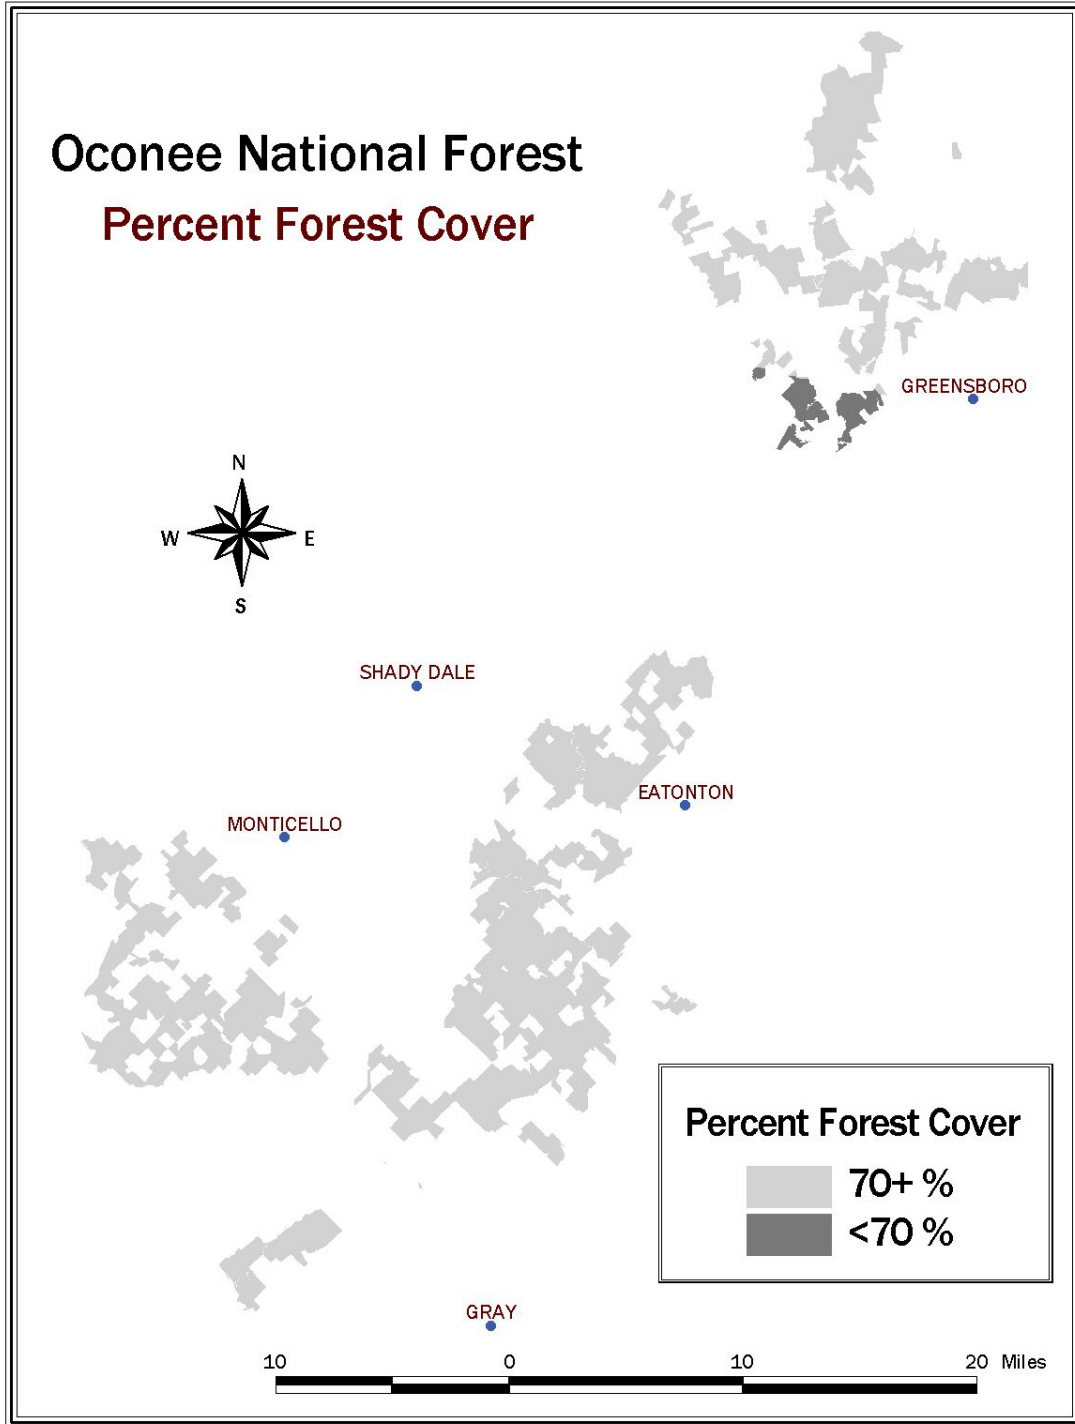 Oconee National Forest
Percent Forest Cover
GREENSBORO
N
W E
S
SHADY DALE
EATONTON
MONTICELLO
Percent Forest Cover
70+ %
<70 %
GRAY
10 0 10 20 Miles